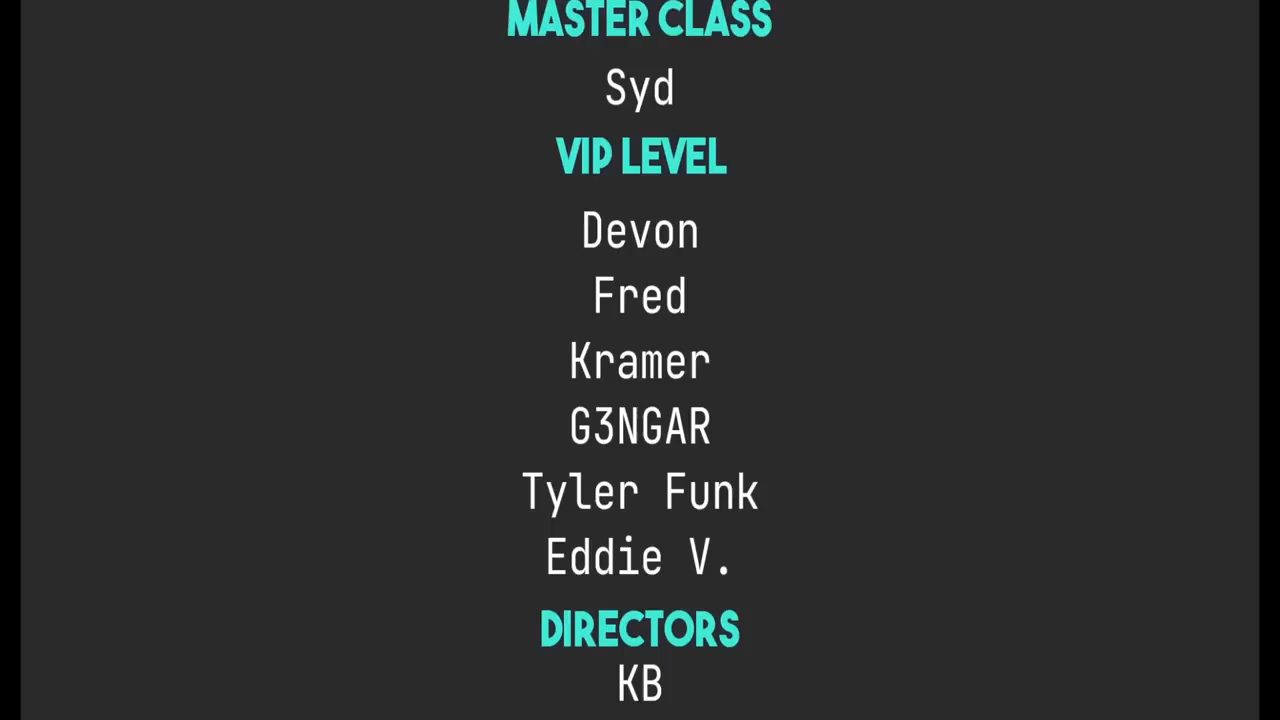 MASTER CLASS
Syd
VIP LEVEL
Devon
Fred
Kramer
G3NGAR
Tyler Funk
Eddie V.
DIRECTORS
KB